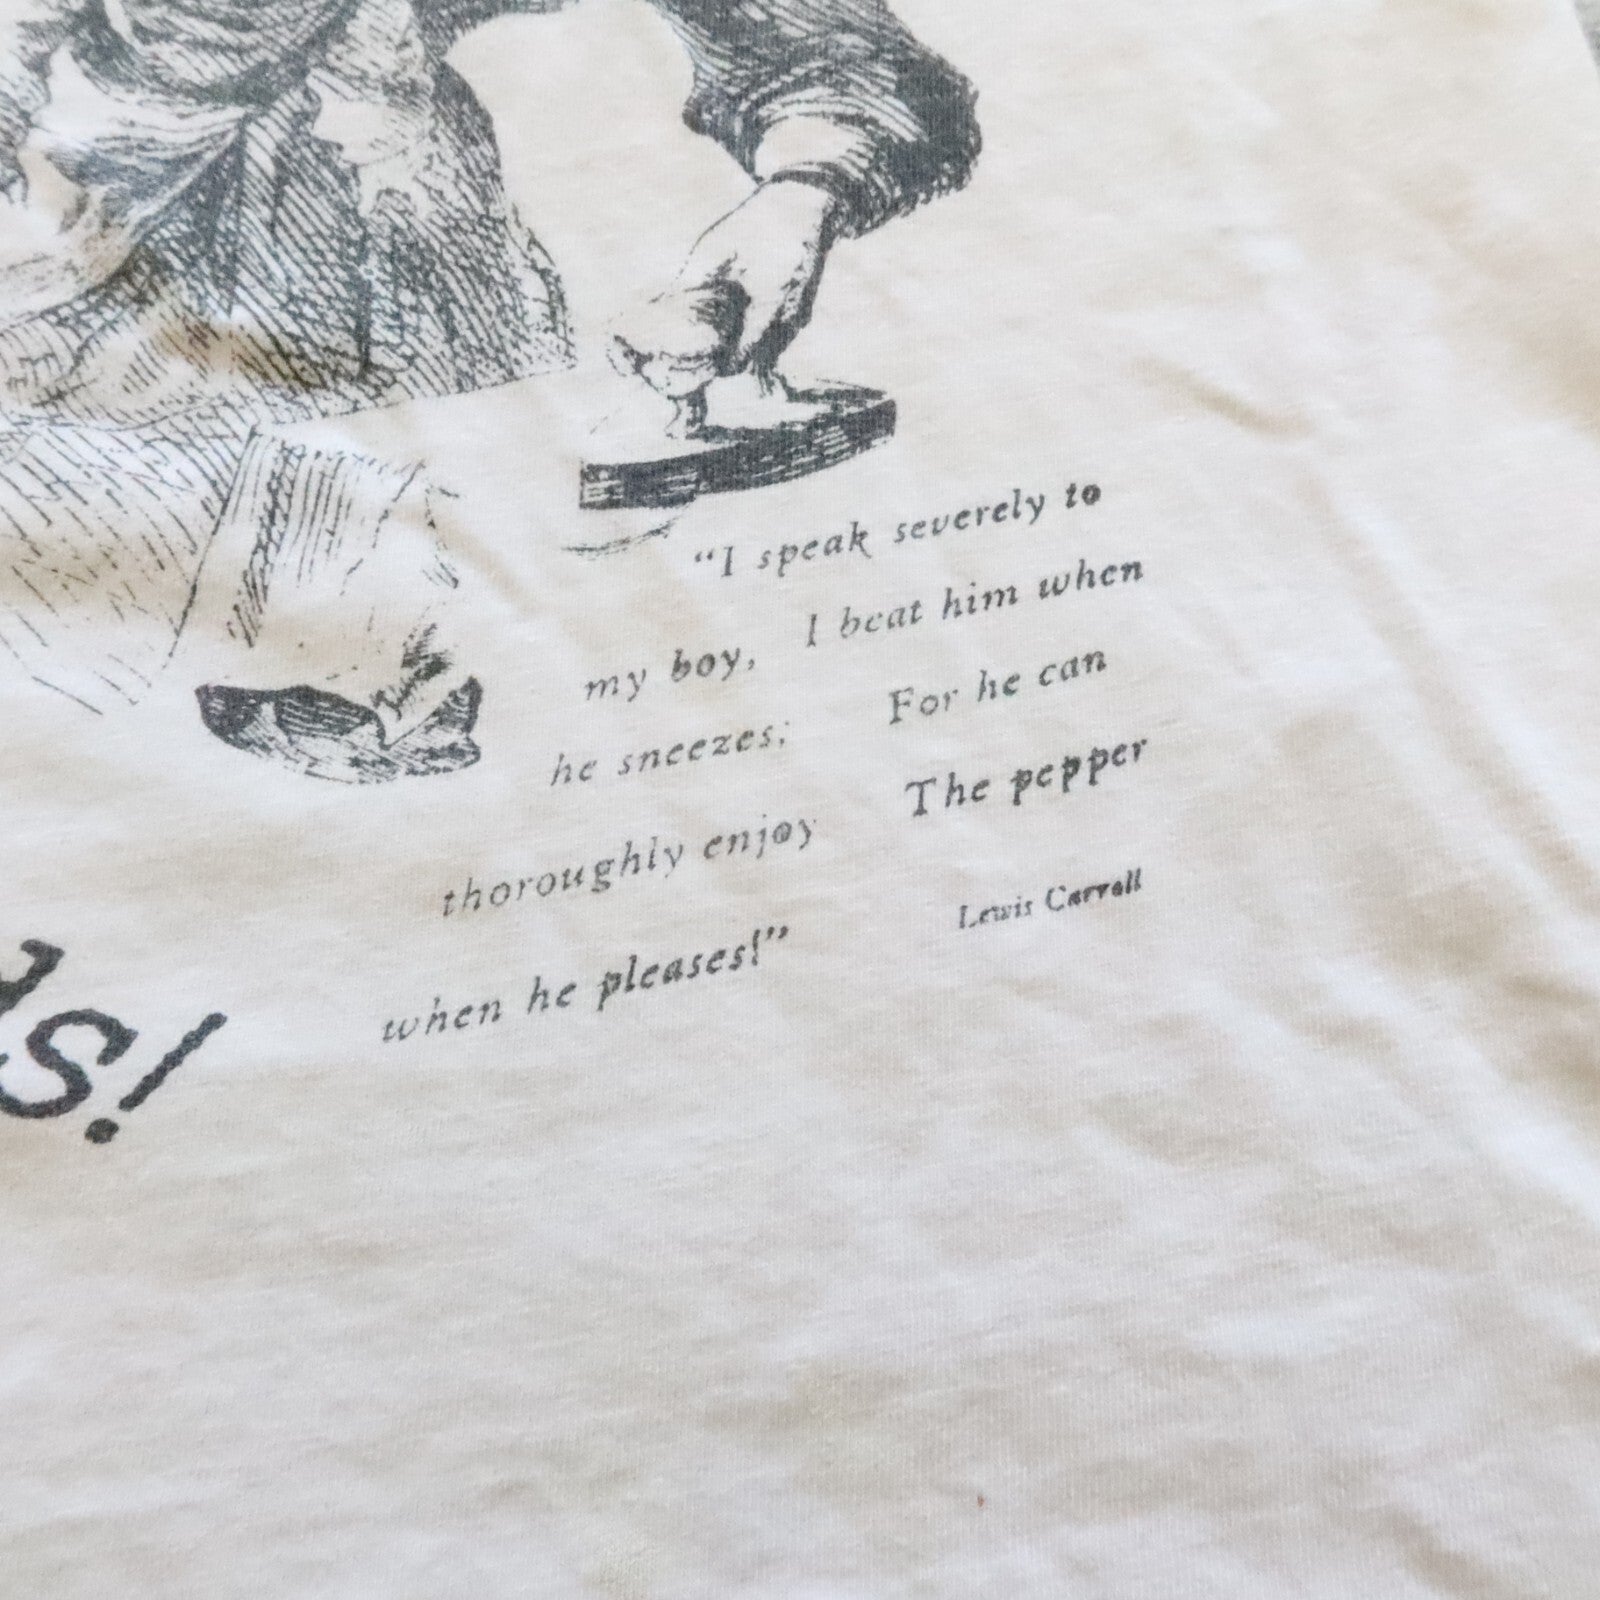 "I speak severely to
my boy, I beat him when
he sneezes; For he can
thoroughly enjoy The pepper
when he pleases!"
Lewis Carroll
s!